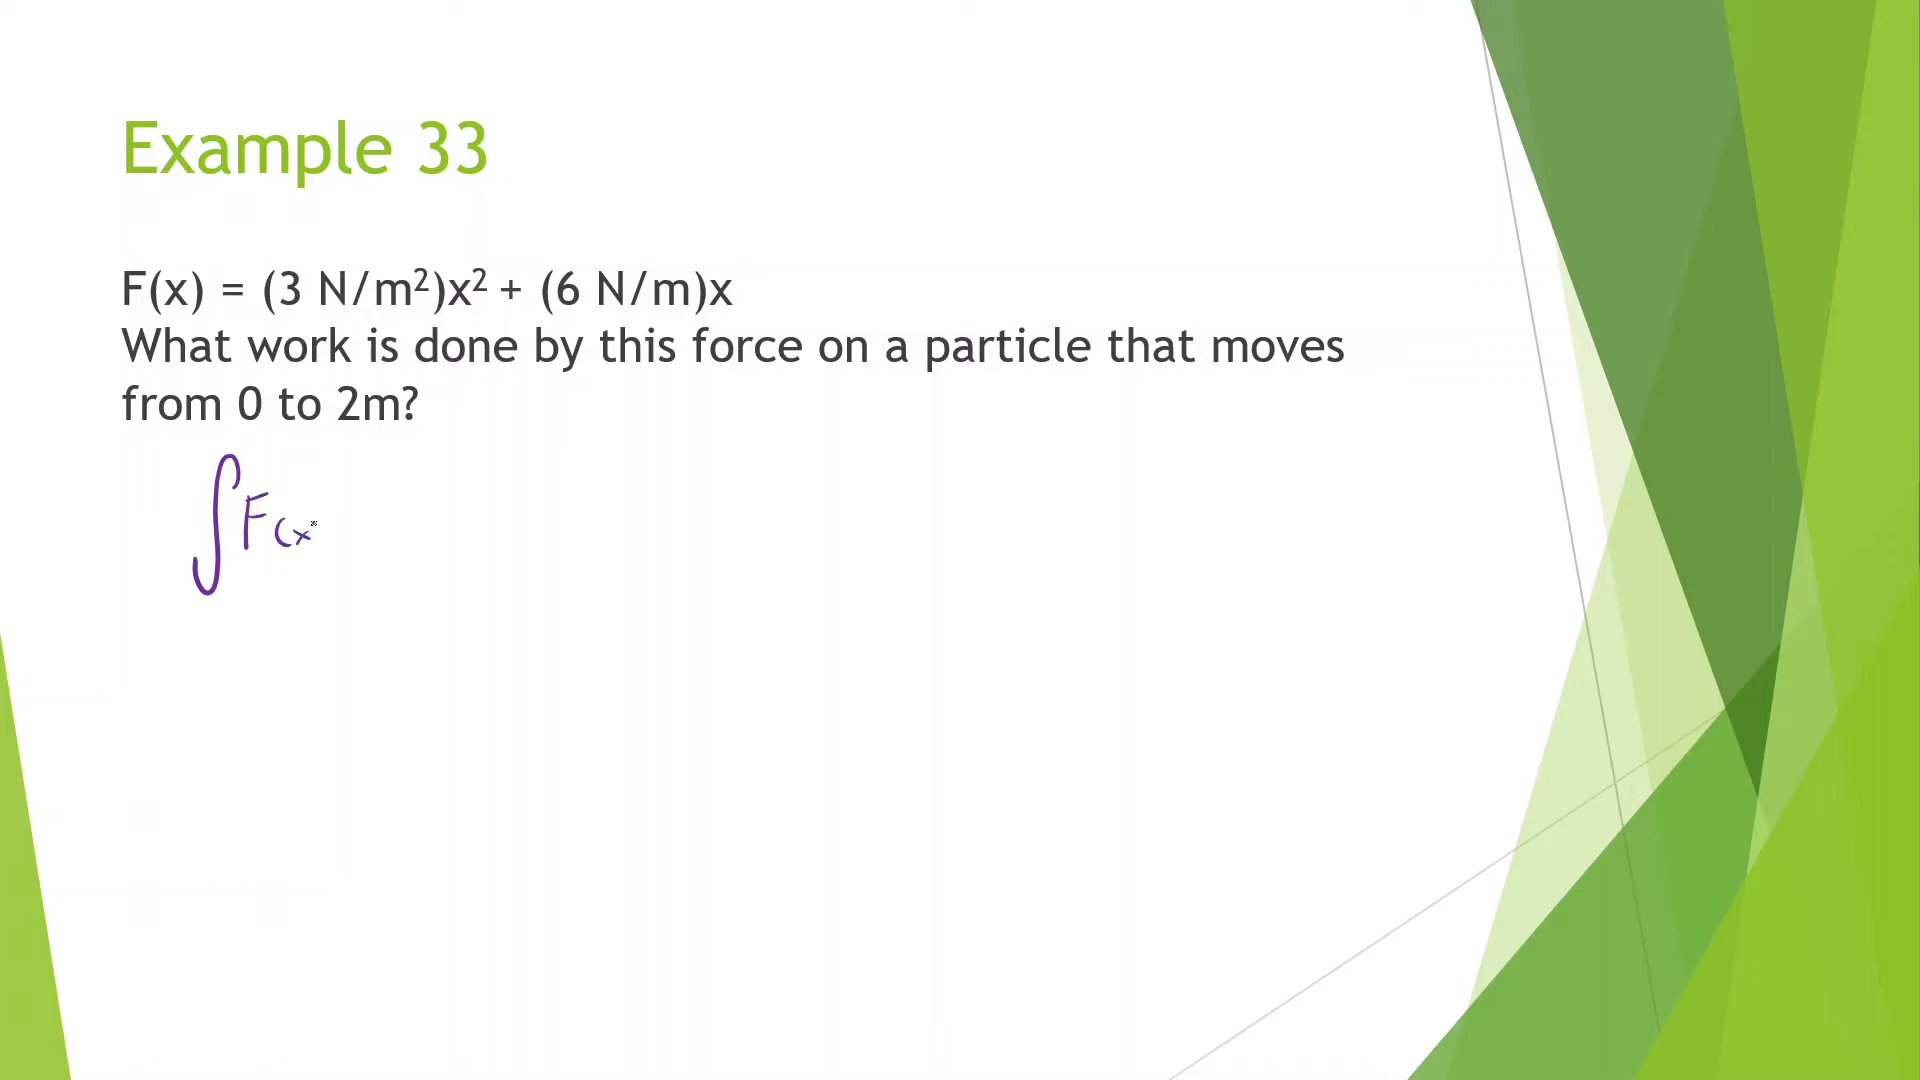 Example 33
F(x) = (3 N/m²)x² + (6 N/m)x
What work is done by this force on a particle that moves
from 0 to 2m?
∫F(x